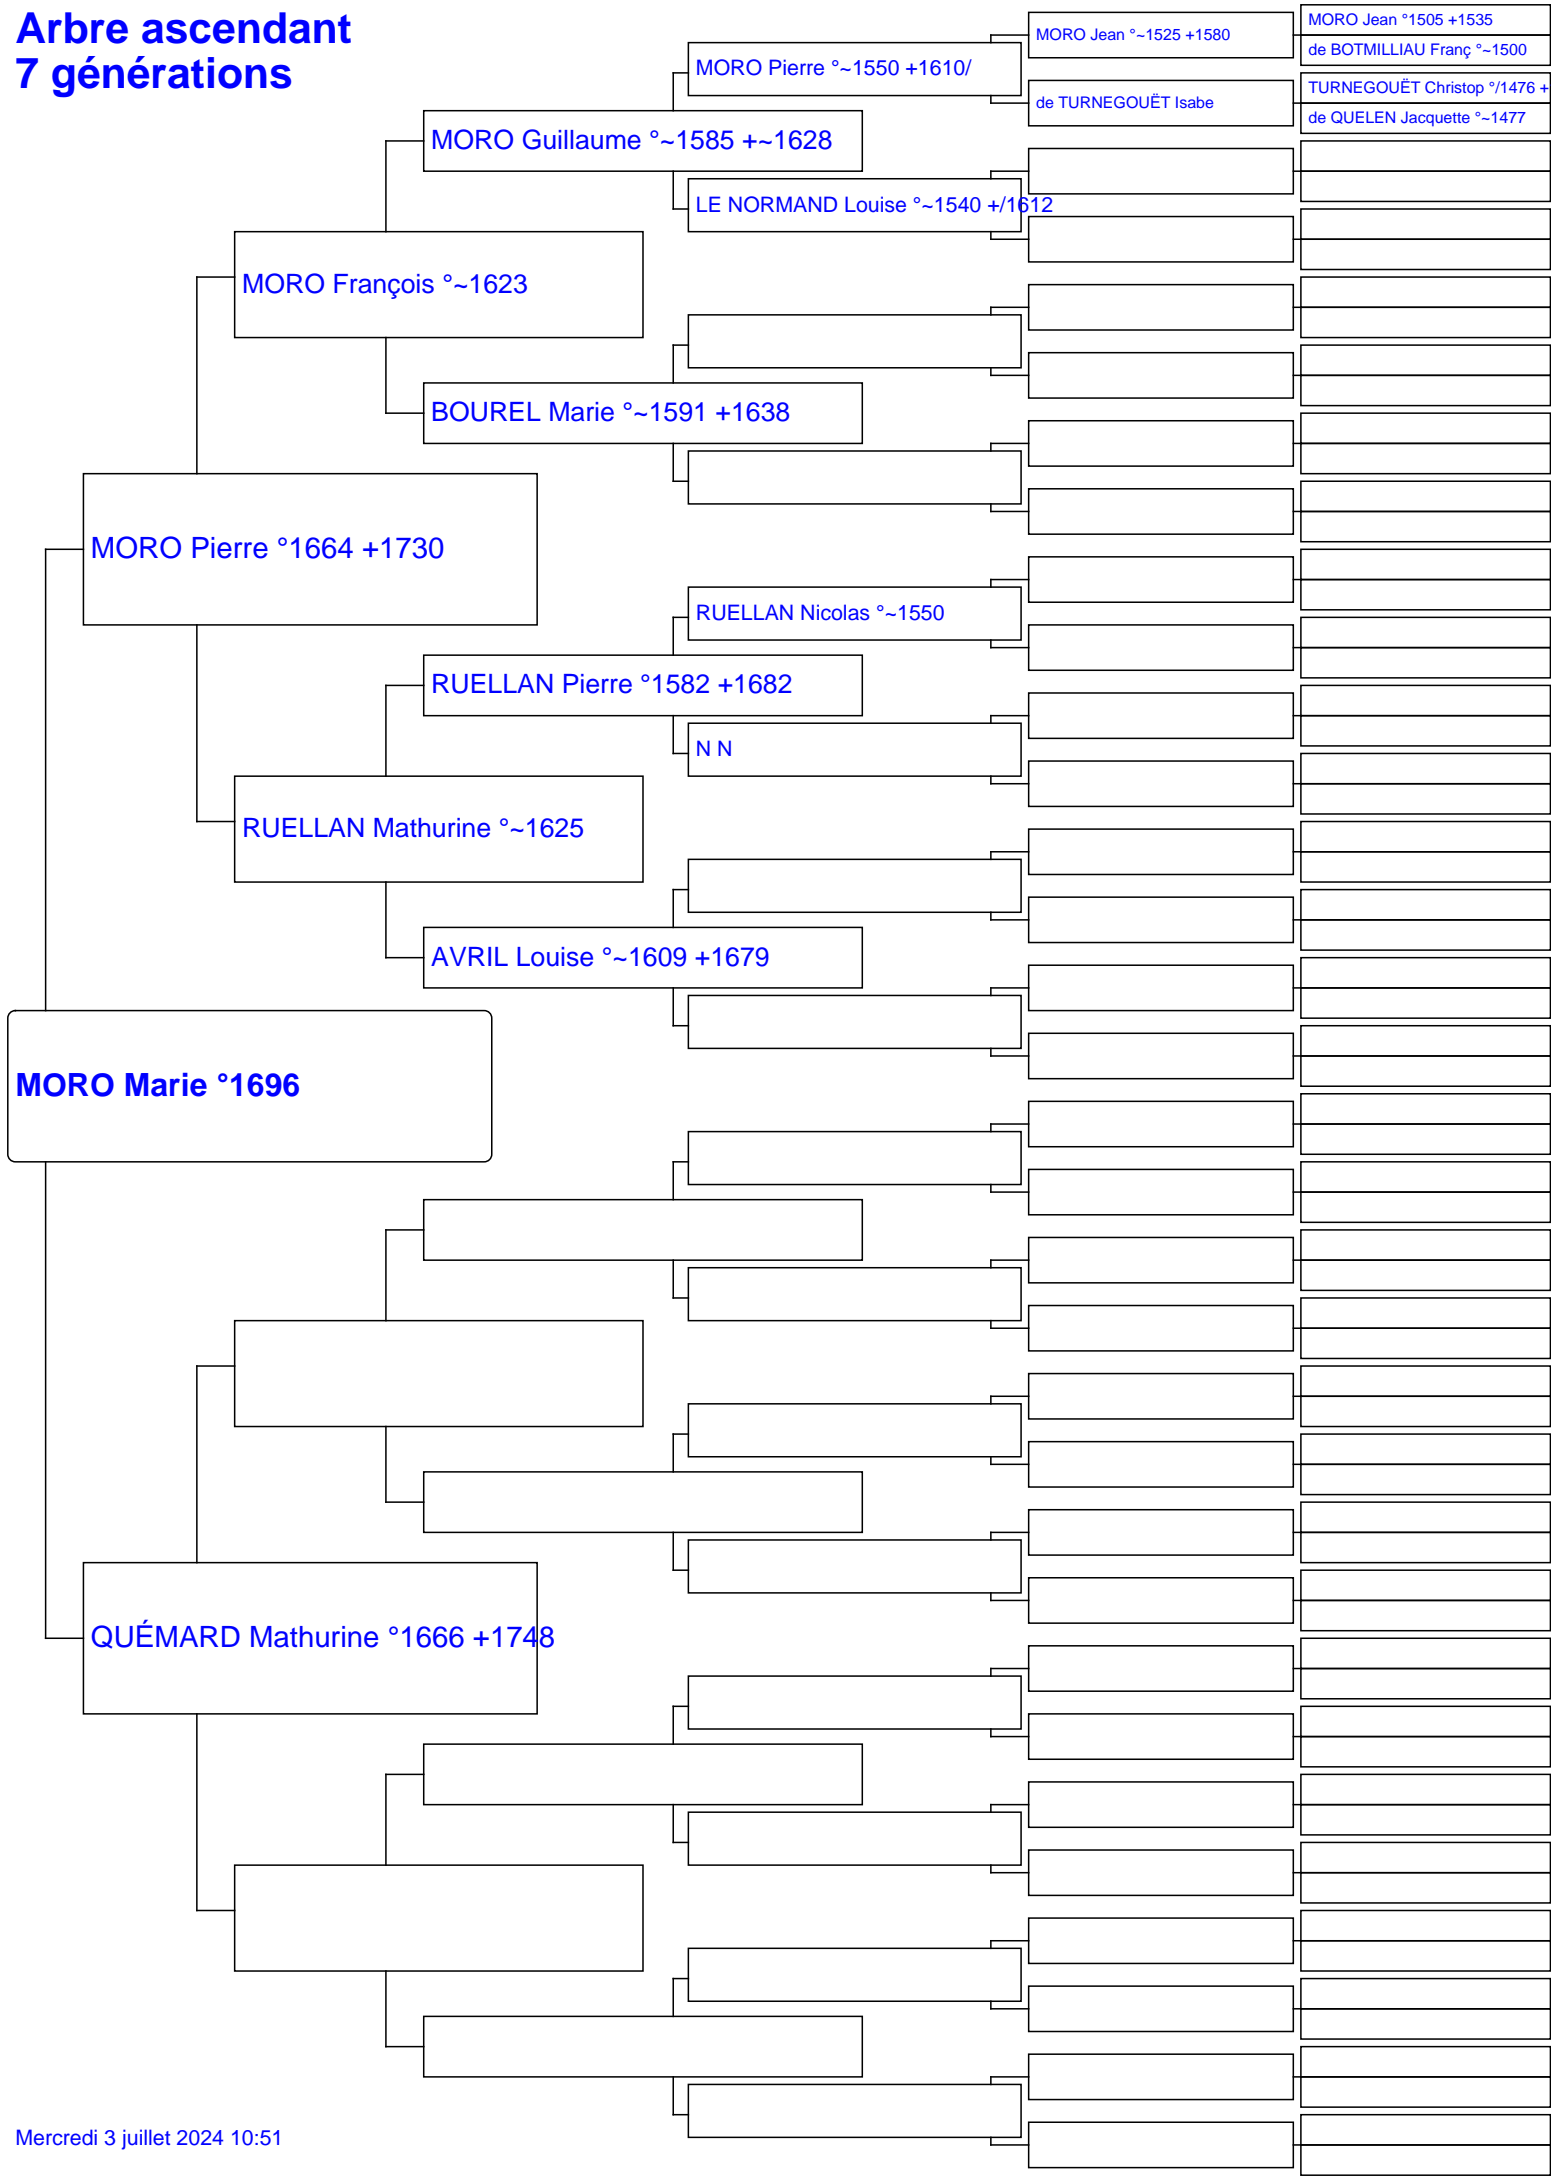 Arbre ascendant
7 générations
MORO Jean °1505 +1535
MORO Jean °~1525 +1580
de BOTMILLIAU Franç °~1500
MORO Pierre °~1550 +1610/
TURNEGOUËT Christop °/1476 +
de TURNEGOUËT Isabe
de QUELEN Jacquette °~1477
MORO Guillaume °~1585 +~1628
LE NORMAND Louise °~1540 +/1612
MORO François °~1623
BOUREL Marie °~1591 +1638
MORO Pierre °1664 +1730
RUELLAN Nicolas °~1550
RUELLAN Pierre °1582 +1682
N N
RUELLAN Mathurine °~1625
AVRIL Louise °~1609 +1679
MORO Marie °1696
QUÉMARD Mathurine °1666 +1748
Mercredi 3 juillet 2024 10:51